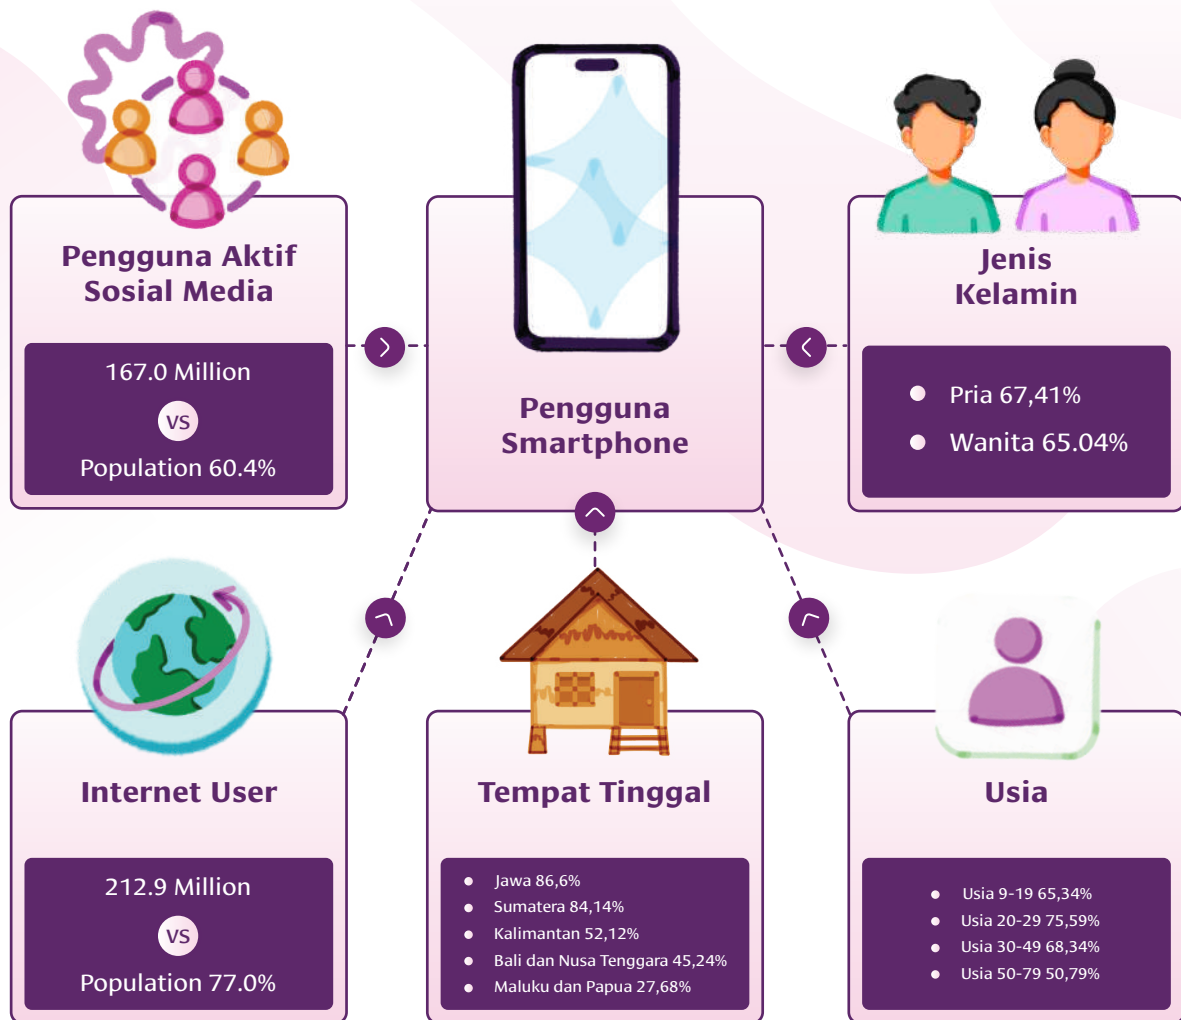 Pengguna Aktif
Sosial Media
167.0 Million
VS
Population 60.4%
Pengguna
Smartphone
Jenis
Kelamin
Pria 67,41%
Wanita 65.04%
Internet User
212.9 Million
VS
Population 77.0%
Tempat Tinggal
Jawa 86,6%
Sumatera 84,14%
Kalimantan 52,12%
Bali dan Nusa Tenggara 45,24%
Maluku dan Papua 27,68%
Usia
Usia 9-19 65,34%
Usia 20-29 75,59%
Usia 30-49 68,34%
Usia 50-79 50,79%